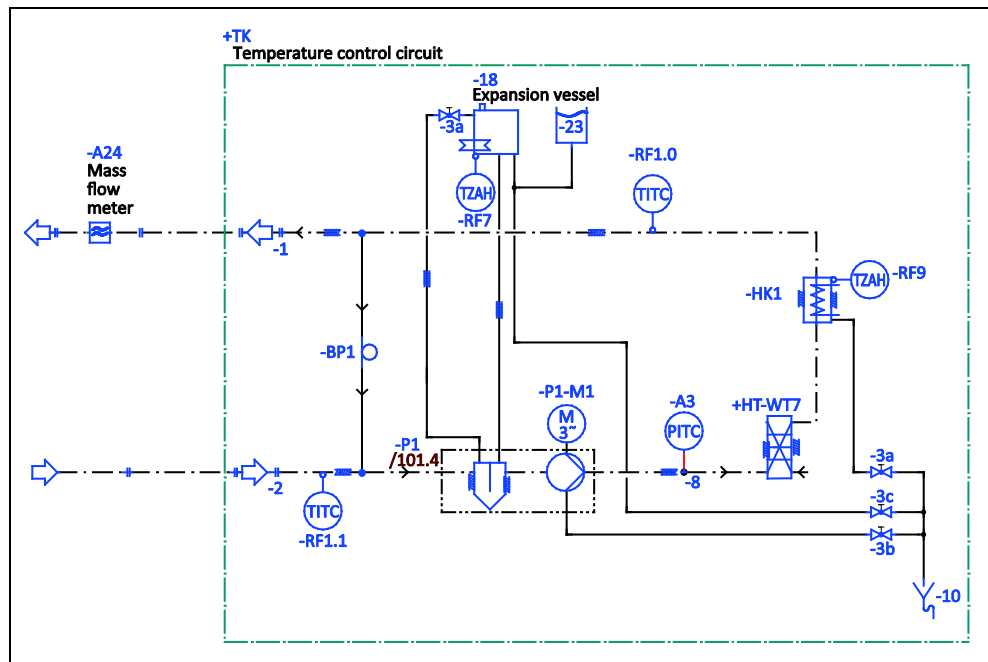 +TK
Temperature control circuit
-18
Expansion vessel
-3a
-23
-A24
Mass
flow
meter
-RF1.0
TITC
TZAH
-RF7
-1
TZAH
-RF9
-HK1
-BP1
-P1-M1
M
3~
-A3
PITC
+HT-WT7
-P1
/101.4
-2
-8
-3a
TITC
-RF1.1
-3c
-3b
-10